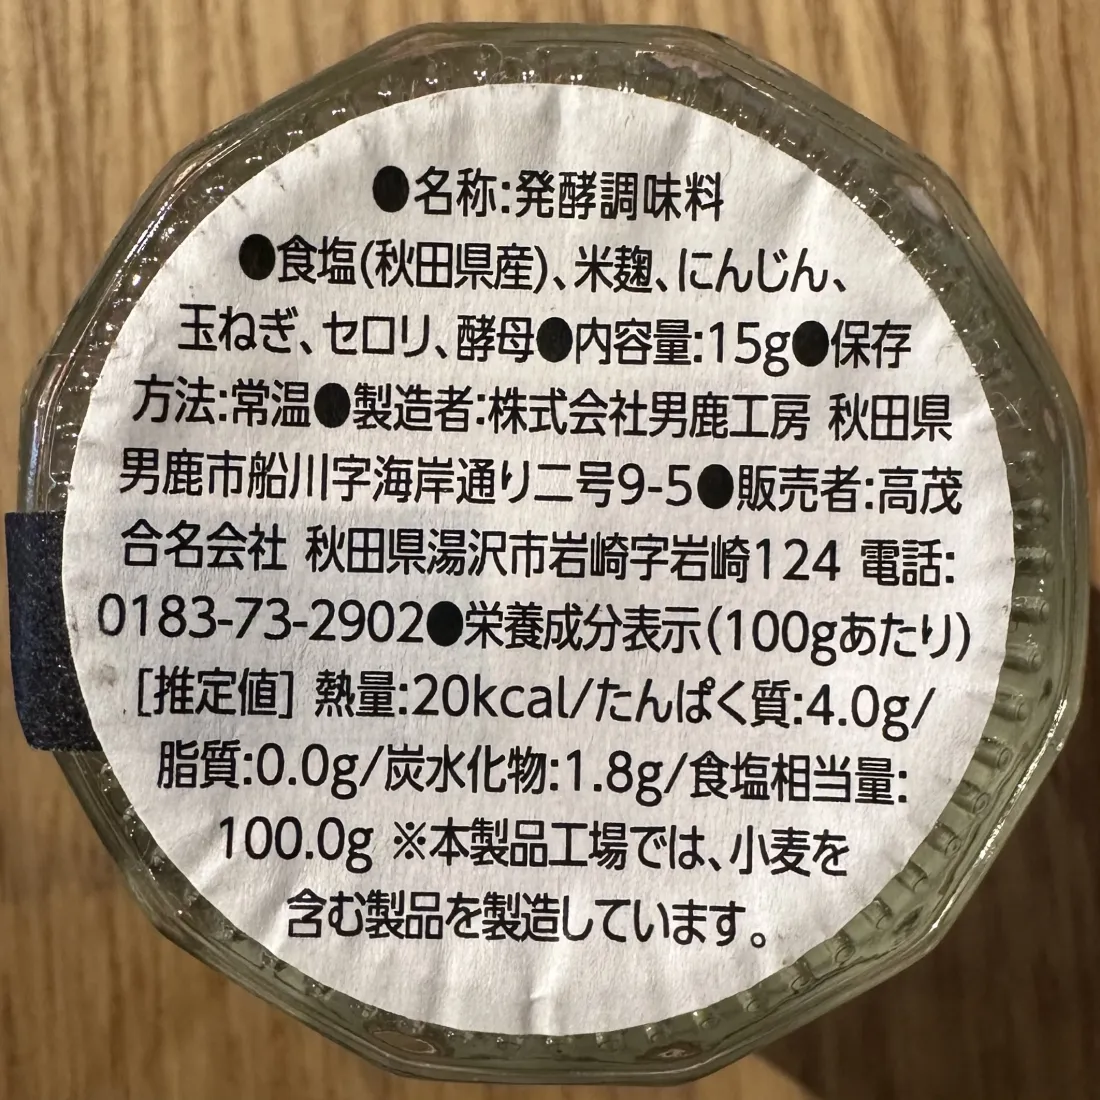 ●名称:発酵調味料
●食塩(秋田県産)、米麹、にんじん、
玉ねぎ、セロリ、酵母●内容量:15g●保存
方法:常温●製造者:株式会社男鹿工房 秋田県
男鹿市船川字海岸通り二号9-5●販売者:高茂
合名会社 秋田県湯沢市岩崎字岩崎124 電話:
0183-73-2902●栄養成分表示(100gあたり)
[推定値] 熱量:20kcal/たんぱく質:4.0g/
脂質:0.0g/炭水化物:1.8g/食塩相当量:
100.0g ※本製品工場では、小麦を
含む製品を製造しています。